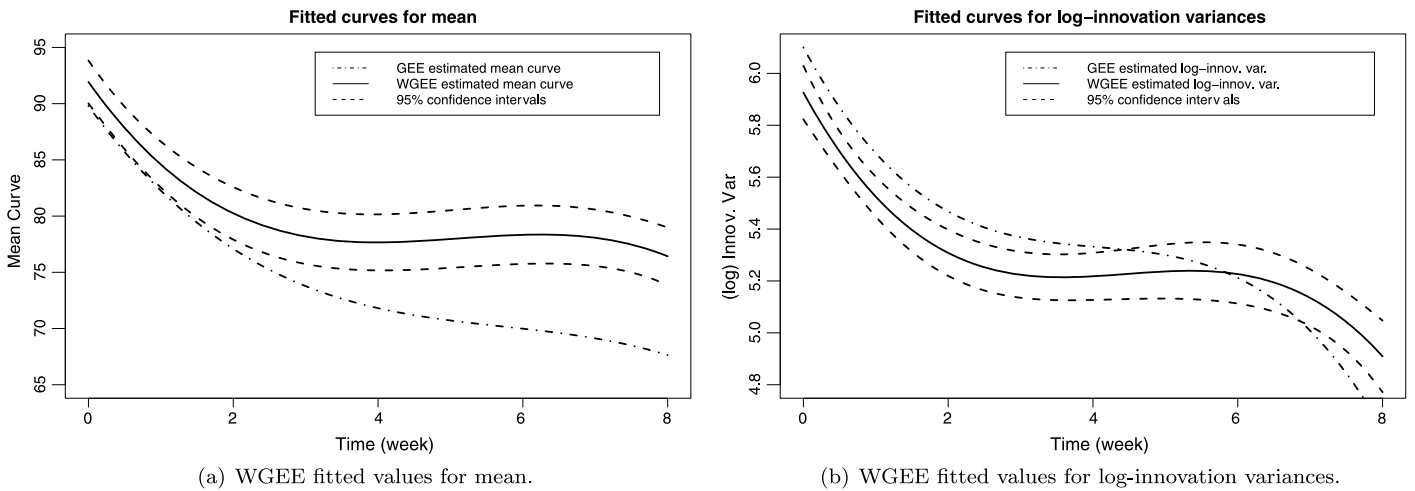 Fitted curves for mean
GEE estimated mean curve
WGEE estimated mean curve
95% confidence intervals
95
90
85
80
75
70
65
Mean Curve
0 2 4 6 8
Time (week)
(a) WGEE fitted values for mean.
Fitted curves for log−innovation variances
GEE estimated log−innov. var.
WGEE estimated log−innov. var.
95% confidence interv als
6.0
5.8
5.6
5.4
5.2
5.0
4.8
(log) Inno v. V ar
0 2 4 6 8
Time (week)
(b) WGEE fitted values for log-innovation variances.